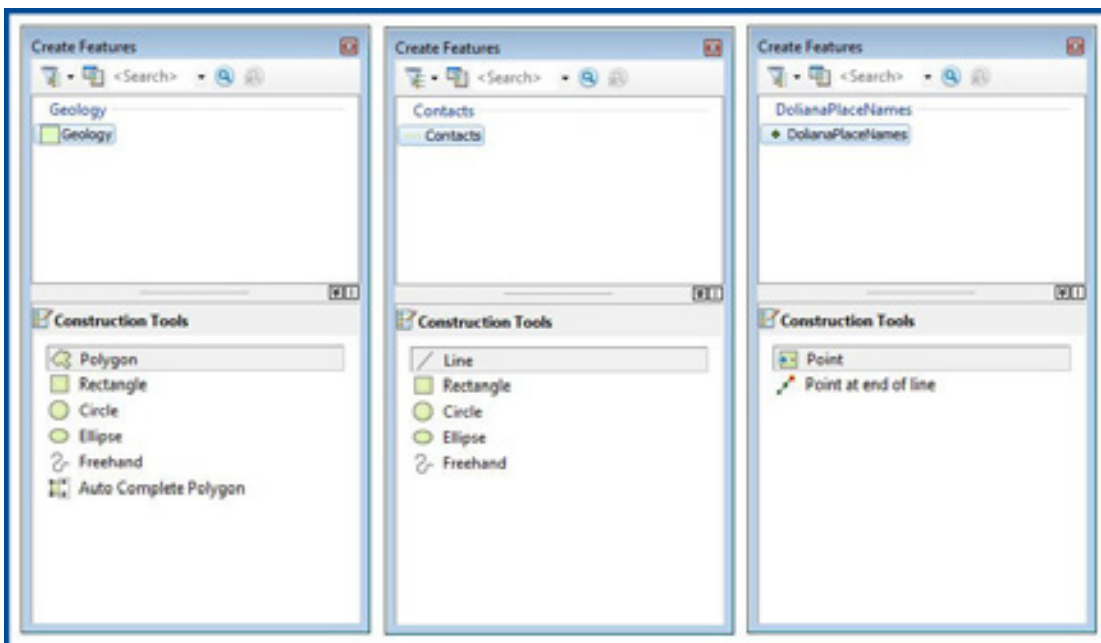 Create Features
<Search>
Geology
Geology
Construction Tools
Polygon
Rectangle
Circle
Ellipse
Freehand
Auto Complete Polygon
Create Features
<Search>
Contacts
Contacts
Construction Tools
Line
Rectangle
Circle
Ellipse
Freehand
Create Features
<Search>
DolianaPlaceNames
DolianaPlaceNames
Construction Tools
Point
Point at end of line